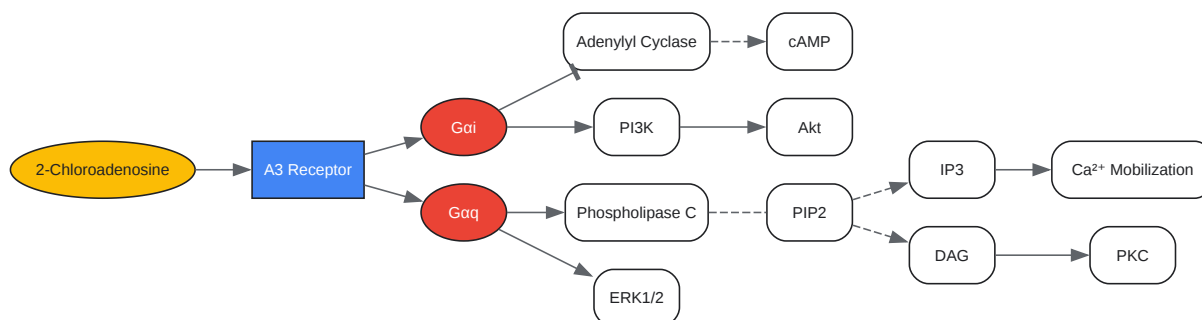 Adenylyl Cyclase
cAMP
Gαi
PI3K
Akt
2-Chloroadenosine
A3 Receptor
IP3
Ca²⁺ Mobilization
Gαq
Phospholipase C
PIP2
DAG
PKC
ERK1/2